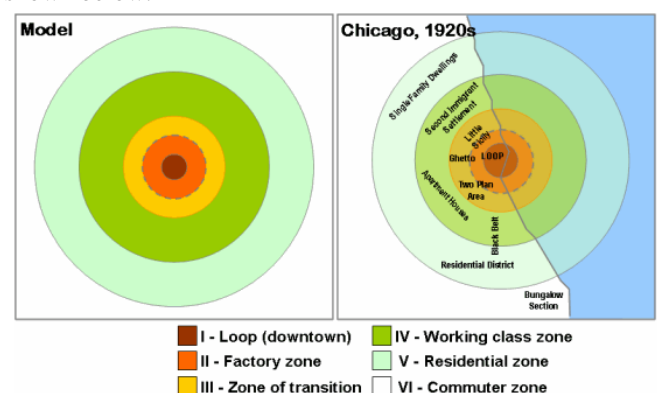 Model
Chicago, 1920s
Single Family Dwellings
Second Immigrant
Settlement
Little
Sicily
Ghetto
LOOP
Two Plan
Area
Apartment Houses
Black Belt
Residential District
Bungalow
Section
I - Loop (downtown)
II - Factory zone
III - Zone of transition
IV - Working class zone
V - Residential zone
VI - Commuter zone